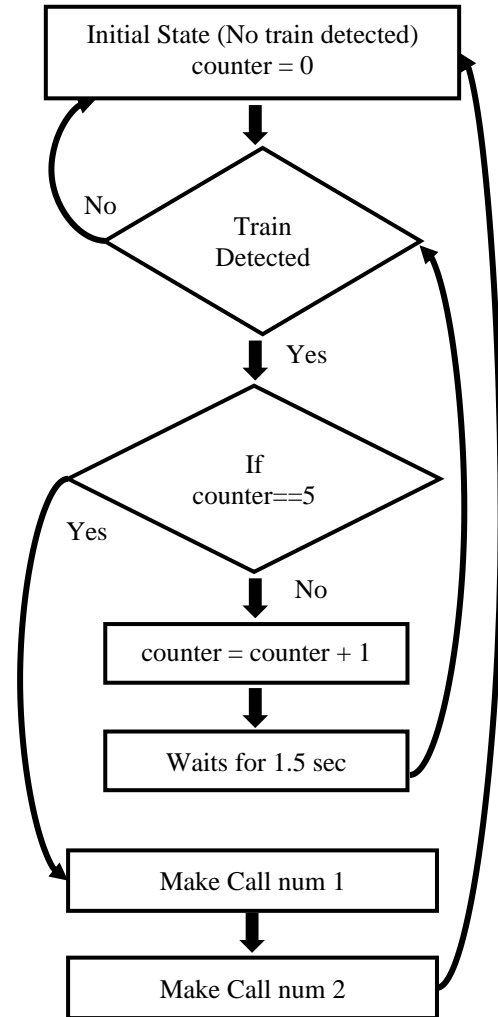 Initial State (No train detected)
counter = 0
No
Train
Detected
Yes
If
counter==5
Yes
No
counter = counter + 1
Waits for 1.5 sec
Make Call num 1
Make Call num 2